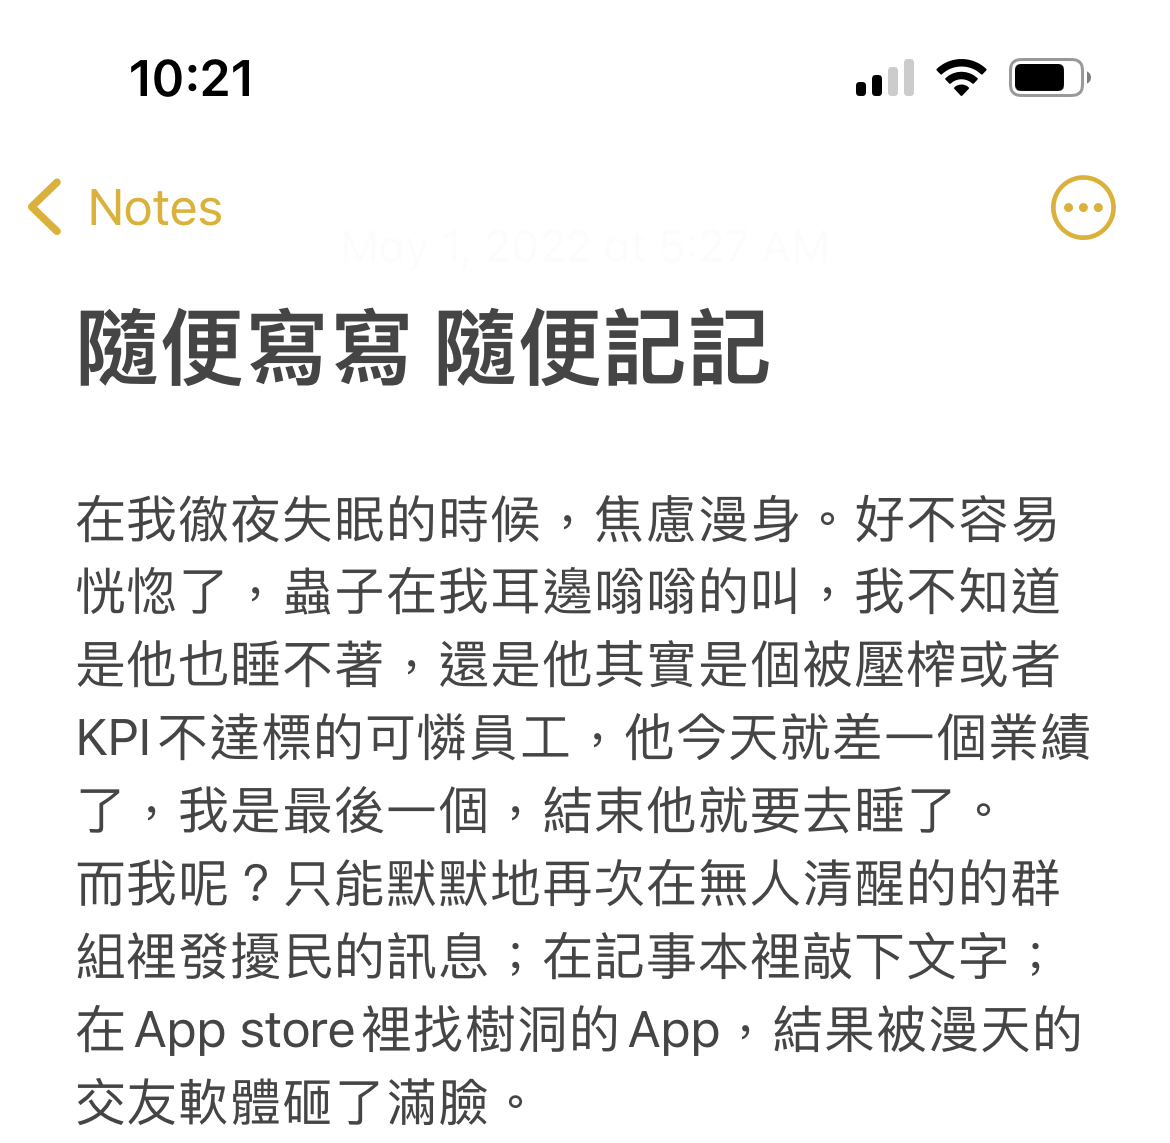 10:21
Notes
May 1, 2022 at 5:27 AM
隨便寫寫 隨便記記
在我徹夜失眠的時候，焦慮漫身。好不容易
恍惚了，蟲子在我耳邊嗡嗡的叫，我不知道
是他也睡不著，還是他其實是個被壓榨或者
KPI不達標的可憐員工，他今天就差一個業績
了，我是最後一個，結束他就要去睡了。
而我呢？只能默默地再次在無人清醒的的群
組裡發擾民的訊息；在記事本裡敲下文字；
在App store裡找樹洞的App，結果被漫天的
交友軟體砸了滿臉。